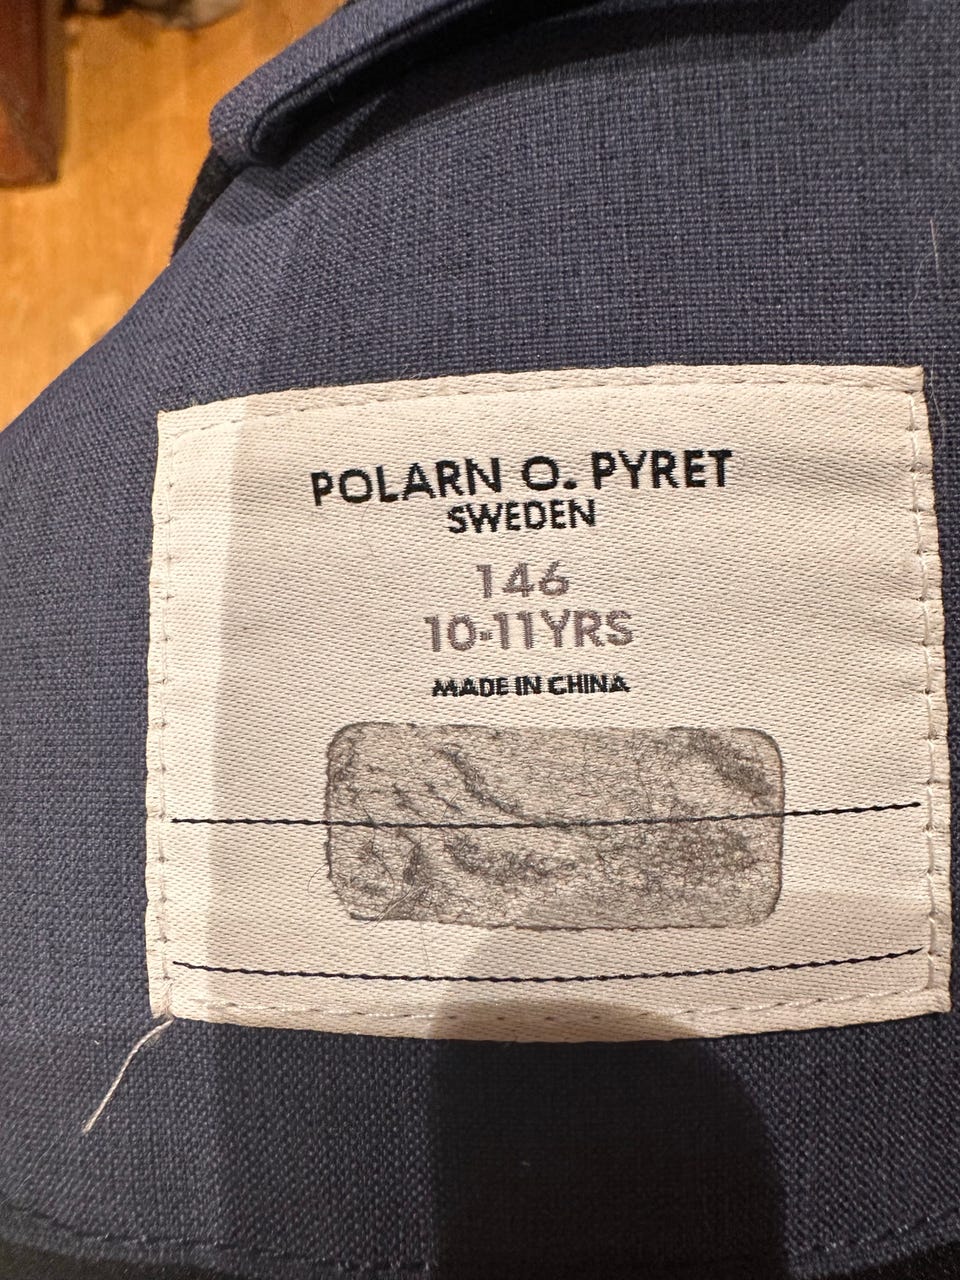 POLARN O. PYRET
SWEDEN
146
10-11YRS
MADE IN CHINA